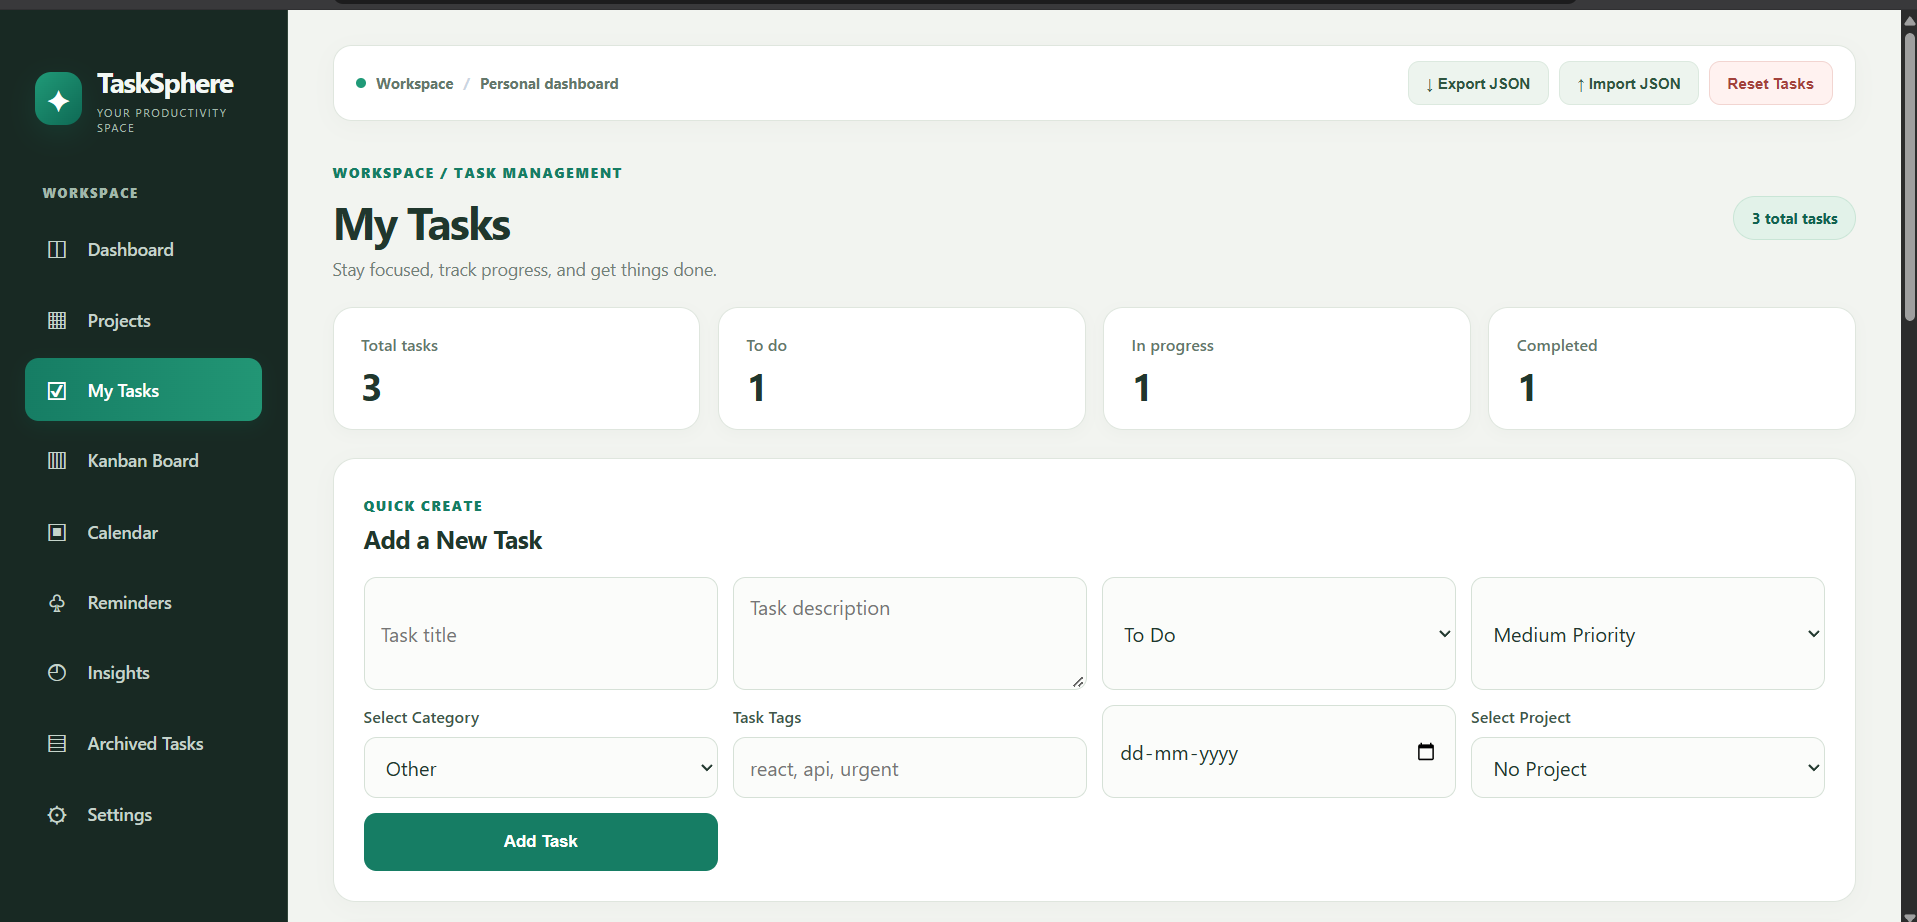 TaskSphere
YOUR PRODUCTIVITY
SPACE
WORKSPACE
Dashboard
Projects
My Tasks
Kanban Board
Calendar
Reminders
Insights
Archived Tasks
Settings
Workspace / Personal dashboard
↓ Export JSON
↑ Import JSON
Reset Tasks
WORKSPACE / TASK MANAGEMENT
My Tasks
Stay focused, track progress, and get things done.
3 total tasks
Total tasks
3
To do
1
In progress
1
Completed
1
QUICK CREATE
Add a New Task
Task title
Task description
To Do
Medium Priority
Select Category
Other
Task Tags
react, api, urgent
dd-mm-yyyy
Select Project
No Project
Add Task